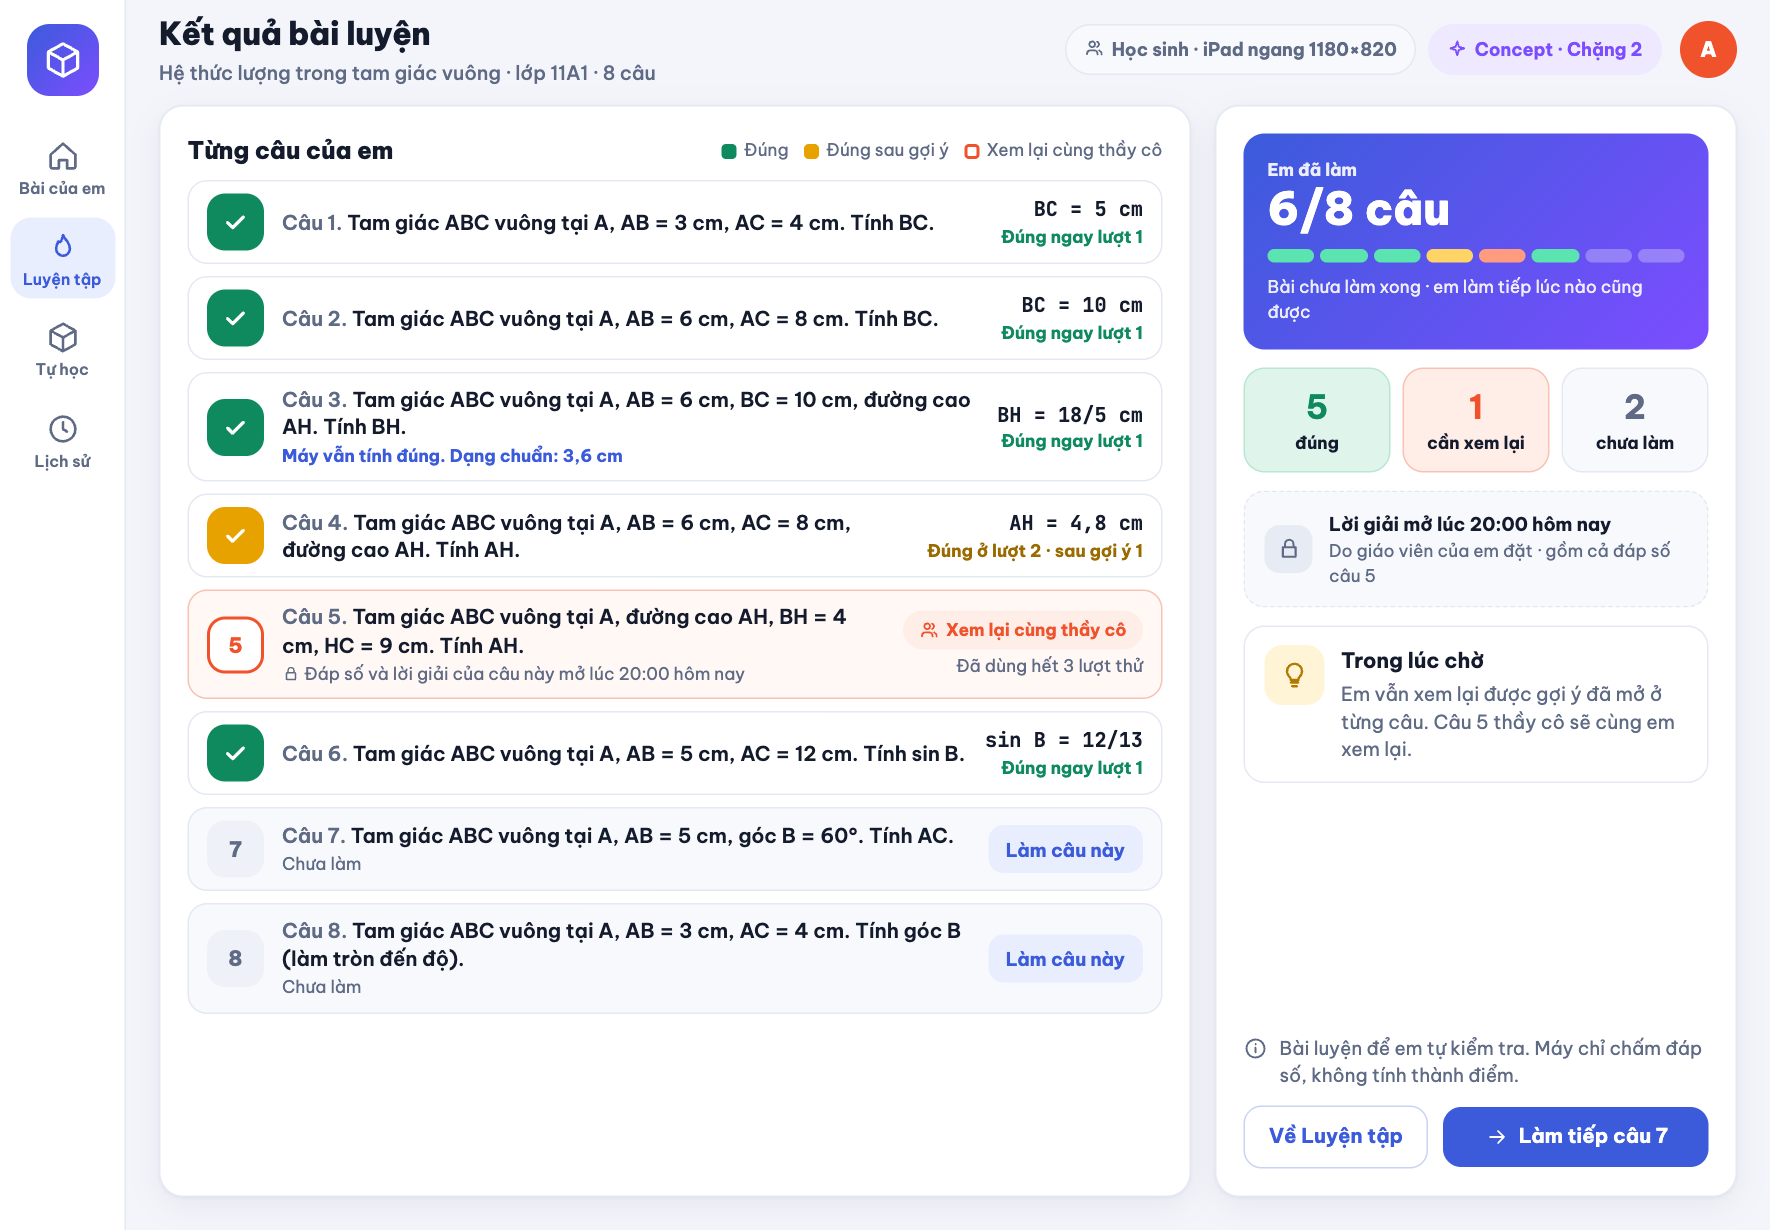 Kết quả bài luyện
Hệ thức lượng trong tam giác vuông · lớp 11A1 · 8 câu
Học sinh · iPad ngang 1180×820
Concept · Chặng 2
A
Bài của em
Luyện tập
Tự học
Lịch sử
Từng câu của em
Đúng
Đúng sau gợi ý
Xem lại cùng thầy cô
Câu 1. Tam giác ABC vuông tại A, AB = 3 cm, AC = 4 cm. Tính BC.
BC = 5 cm
Đúng ngay lượt 1
Câu 2. Tam giác ABC vuông tại A, AB = 6 cm, AC = 8 cm. Tính BC.
BC = 10 cm
Đúng ngay lượt 1
Câu 3. Tam giác ABC vuông tại A, AB = 6 cm, BC = 10 cm, đường cao
AH. Tính BH.
Máy vẫn tính đúng. Dạng chuẩn: 3,6 cm
BH = 18/5 cm
Đúng ngay lượt 1
Câu 4. Tam giác ABC vuông tại A, AB = 6 cm, AC = 8 cm,
đường cao AH. Tính AH.
AH = 4,8 cm
Đúng ở lượt 2 · sau gợi ý 1
5
Câu 5. Tam giác ABC vuông tại A, đường cao AH, BH = 4
cm, HC = 9 cm. Tính AH.
Đáp số và lời giải của câu này mở lúc 20:00 hôm nay
Xem lại cùng thầy cô
Đã dùng hết 3 lượt thử
Câu 6. Tam giác ABC vuông tại A, AB = 5 cm, AC = 12 cm. Tính sin B.
sin B = 12/13
Đúng ngay lượt 1
7
Câu 7. Tam giác ABC vuông tại A, AB = 5 cm, góc B = 60°. Tính AC.
Chưa làm
Làm câu này
8
Câu 8. Tam giác ABC vuông tại A, AB = 3 cm, AC = 4 cm. Tính góc B
(làm tròn đến độ).
Chưa làm
Làm câu này
Em đã làm
6/8 câu
Bài chưa làm xong · em làm tiếp lúc nào cũng
được
5
đúng
1
cần xem lại
2
chưa làm
Lời giải mở lúc 20:00 hôm nay
Do giáo viên của em đặt · gồm cả đáp số
câu 5
Trong lúc chờ
Em vẫn xem lại được gợi ý đã mở ở
từng câu. Câu 5 thầy cô sẽ cùng em
xem lại.
Bài luyện để em tự kiểm tra. Máy chỉ chấm đáp
số, không tính thành điểm.
Về Luyện tập
Làm tiếp câu 7